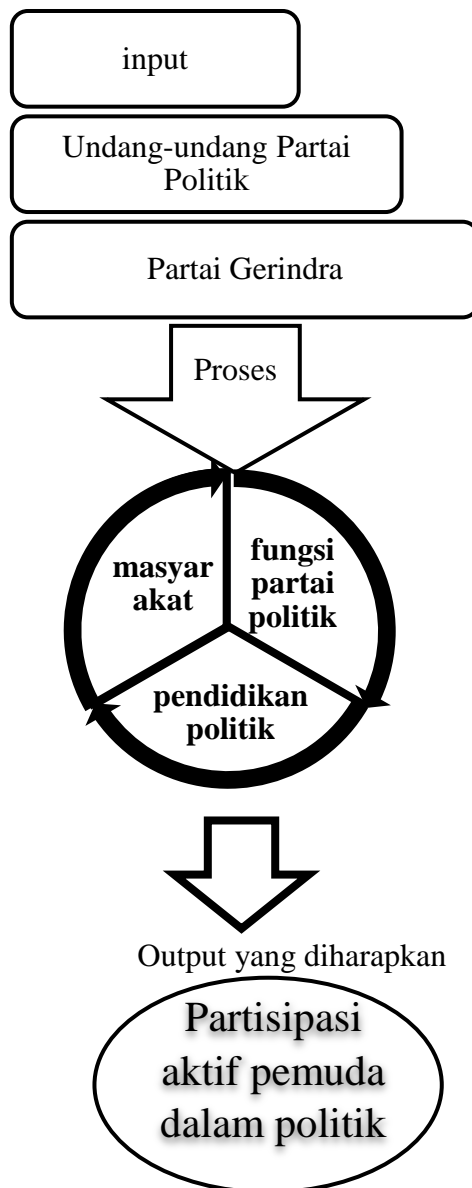 input
Undang-undang Partai
Politik
Partai Gerindra
Proses
masyar
akat
fungsi
partai
politik
pendidikan
politik
Output yang diharapkan
Partisipasi
aktif pemuda
dalam politik